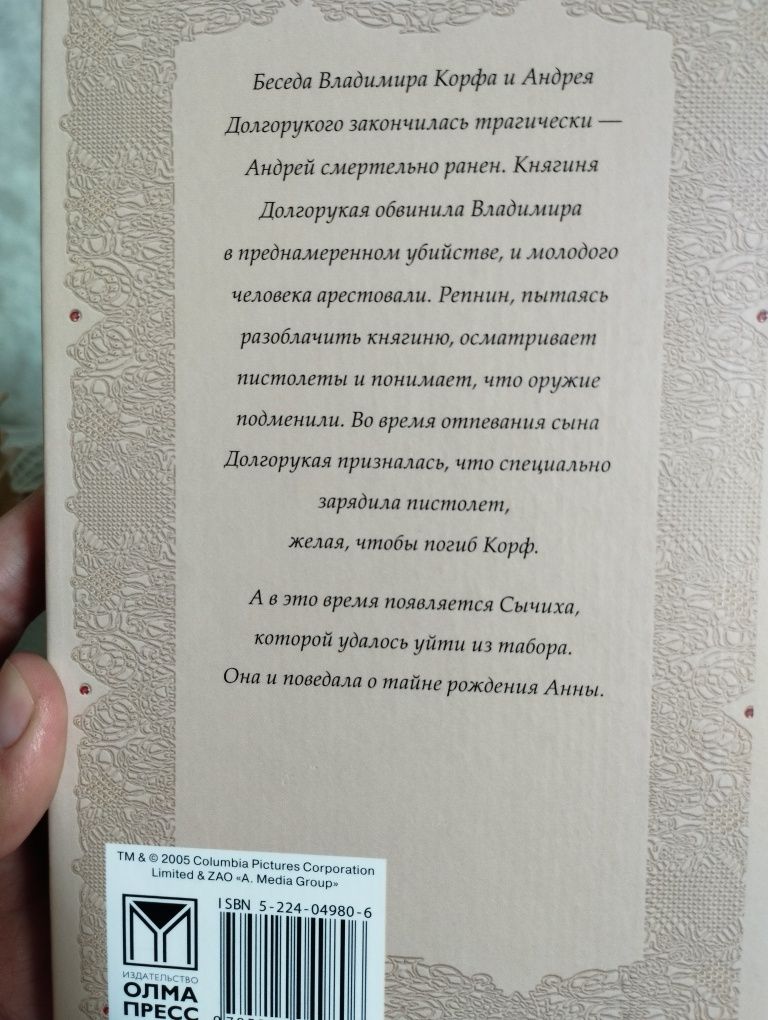 Беседа Владимира Корфа и Андрея
Долгорукого закончилась трагически —
Андрей смертельно ранен. Княгиня
Долгорукая обвинила Владимира
в преднамеренном убийстве, и молодого
человека арестовали. Репнин, пытаясь
разоблачить княгиню, осматривает
пистолеты и понимает, что оружие
подменили. Во время отпевания сына
Долгорукая призналась, что специально
зарядила пистолет,
желая, чтобы погиб Корф.
А в это время появляется Сычиха,
которой удалось уйти из табора.
Она и поведала о тайне рождения Анны.
TM & © 2005 Columbia Pictures Corporation
Limited & ZAO «A. Media Group»
ISBN 5-224-04980-6
ИЗДАТЕЛЬСТВО
ОЛМА
ПРЕСС